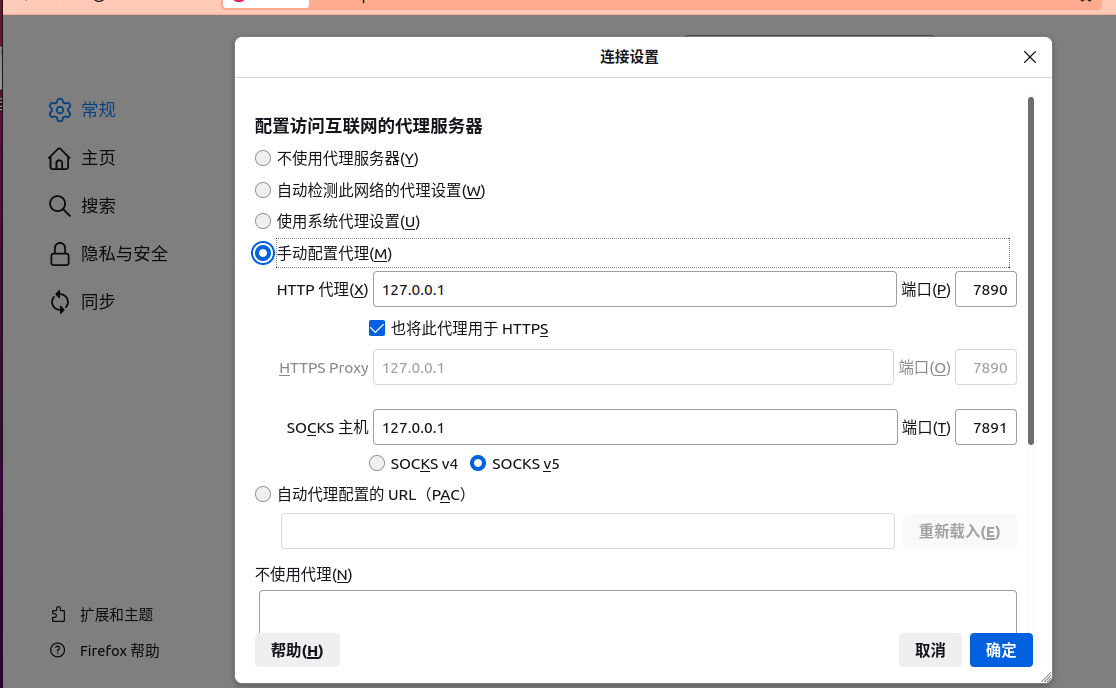 连接设置
常规
主页
搜索
隐私与安全
同步
扩展和主题
Firefox 帮助
配置访问互联网的代理服务器
不使用代理服务器(Y)
自动检测此网络的代理设置(W)
使用系统代理设置(U)
手动配置代理(M)
HTTP 代理(X) 127.0.0.1 端口(P) 7890
也将此代理用于 HTTPS
HTTPS Proxy 127.0.0.1 端口(O) 7890
SOCKS 主机 127.0.0.1 端口(T) 7891
SOCKS v4 SOCKS v5
自动代理配置的 URL（PAC）
重新载入(E)
不使用代理(N)
帮助(H) 取消 确定